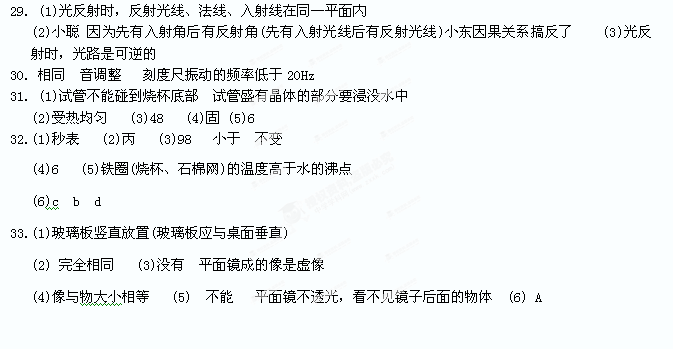 29. (1)光反射时，反射光线、法线、入射线在同一平面内
(2)小聪 因为先有入射角后有反射角(先有入射光线后有反射光线)小东因果关系搞反了 (3)光反
射时，光路是可逆的
30. 相同 音调整 刻度尺振动的频率低于20Hz
31. (1)试管不能碰到烧杯底部 试管盛有晶体的部分要浸没水中
(2)受热均匀 (3)48 (4)固 (5)6
32.(1)秒表 (2)丙 (3)98 小于 不变
(4)6 (5)铁圈(烧杯、石棉网)的温度高于水的沸点
(6)c b d
33.(1)玻璃板竖直放置(玻璃板应与桌面垂直)
(2) 完全相同 (3)没有 平面镜成的像是虚像
(4)像与物大小相等 (5) 不能 平面镜不透光，看不见镜子后面的物体 (6) A